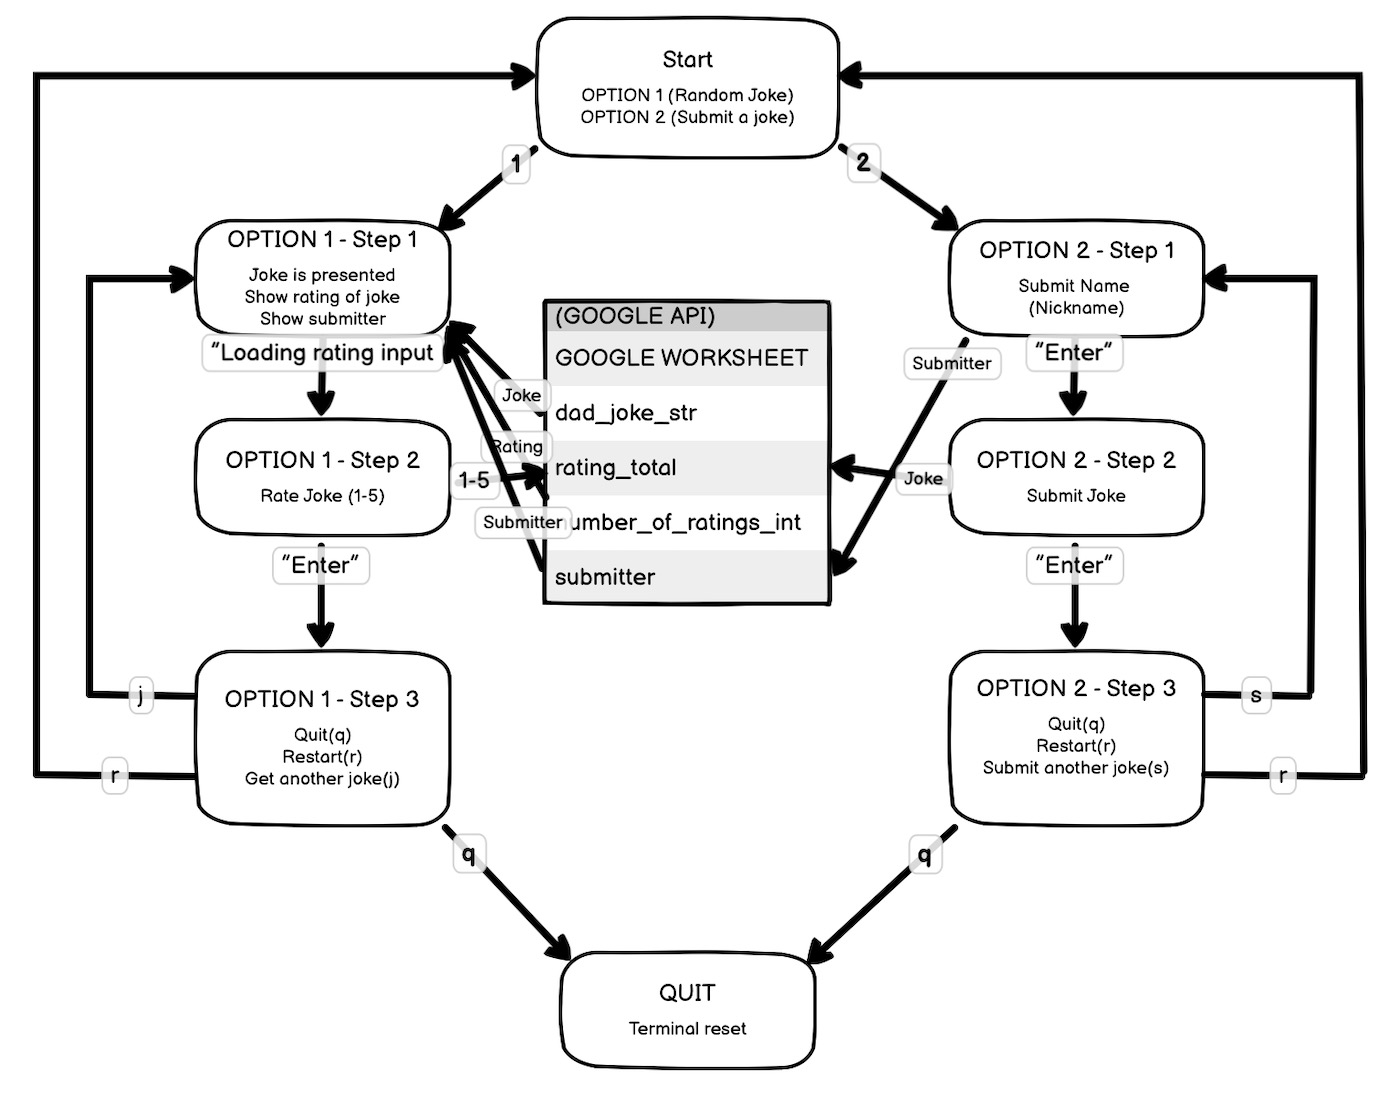 Start
OPTION 1 (Random Joke)
OPTION 2 (Submit a joke)
1
2
OPTION 1 - Step 1
Joke is presented
Show rating of joke
Show submitter
"Loading rating input
OPTION 1 - Step 2
Rate Joke (1-5)
"Enter"
OPTION 1 - Step 3
Quit(q)
Restart(r)
Get another joke(j)
j
r
q
Joke
Rating
1-5
Submitter
(GOOGLE API)
GOOGLE WORKSHEET
dad_joke_str
rating_total
number_of_ratings_int
submitter
Submitter
Joke
OPTION 2 - Step 1
Submit Name
(Nickname)
"Enter"
OPTION 2 - Step 2
Submit Joke
"Enter"
OPTION 2 - Step 3
Quit(q)
Restart(r)
Submit another joke(s)
s
r
q
QUIT
Terminal reset